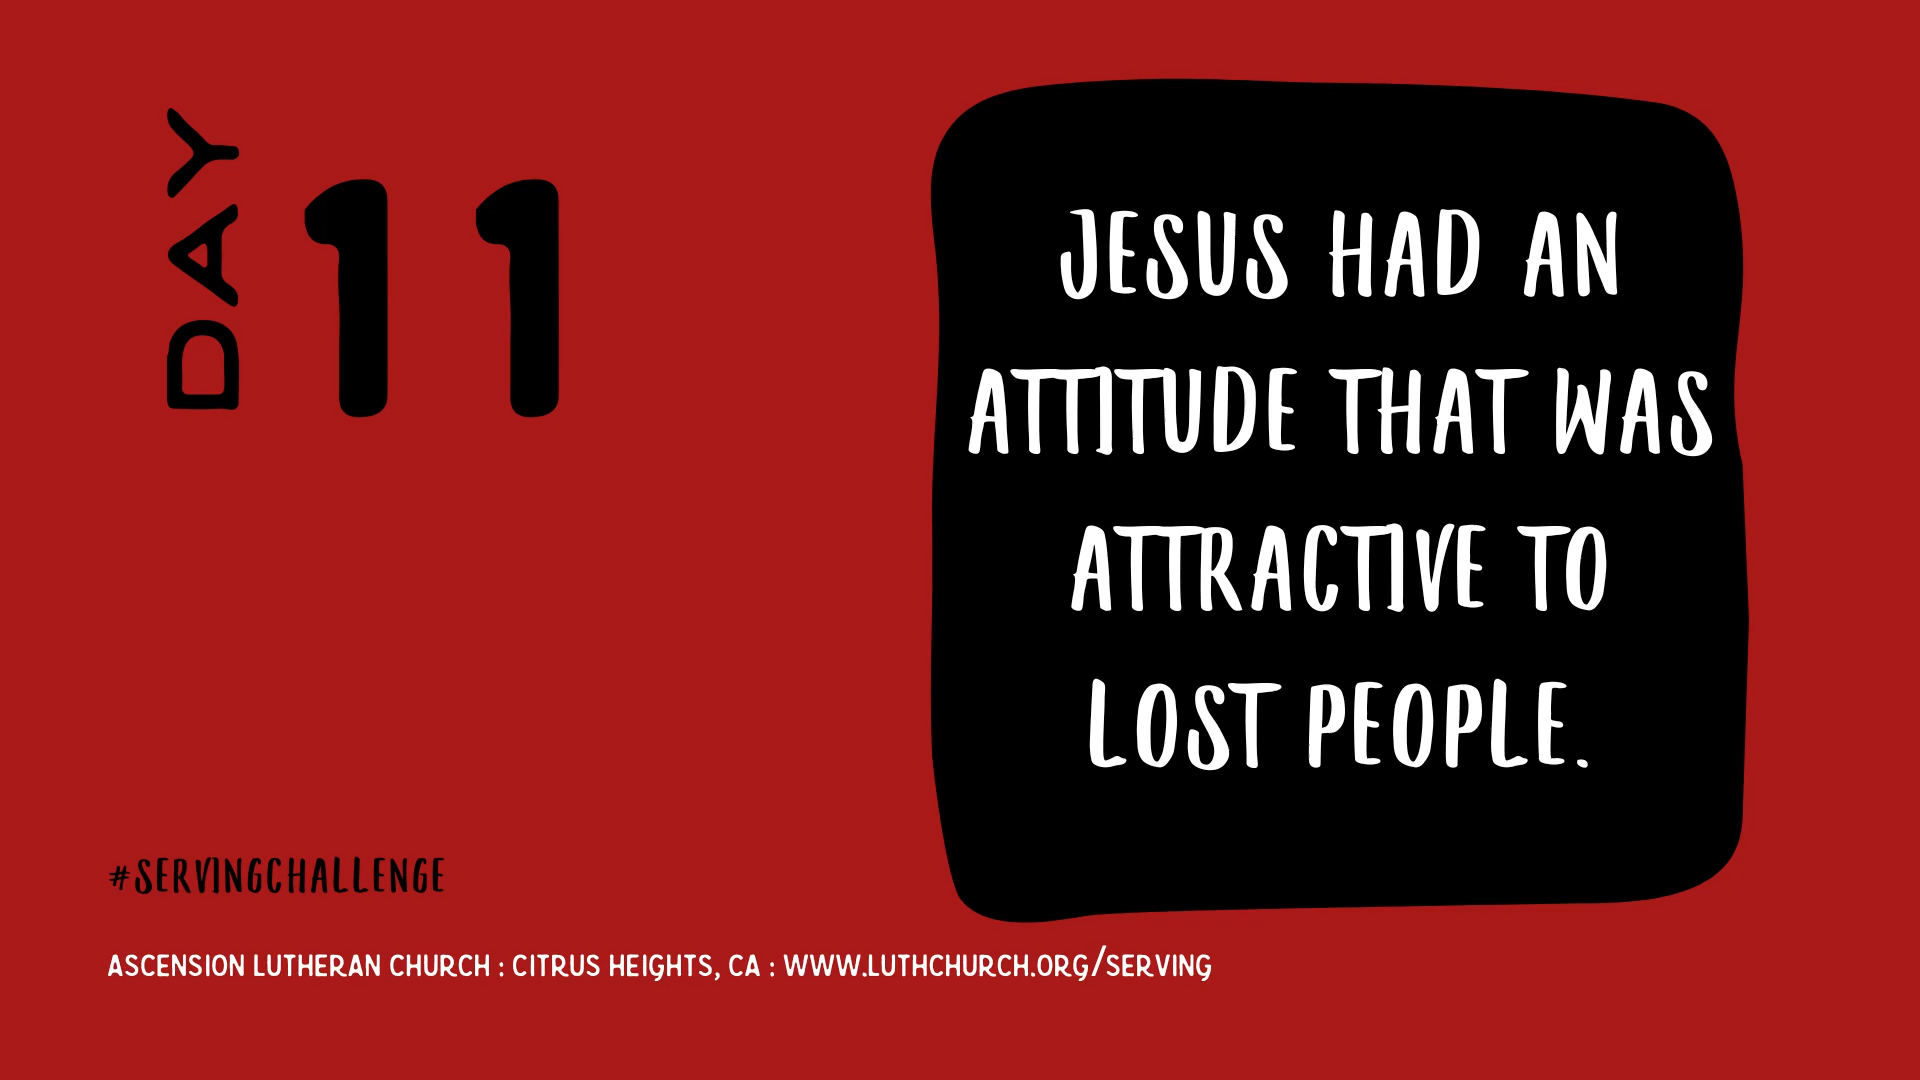 DAY
11
JESUS HAD AN
ATTITUDE THAT WAS
ATTRACTIVE TO
LOST PEOPLE.
#SERVINGCHALLENGE
ASCENSION LUTHERAN CHURCH : CITRUS HEIGHTS, CA : WWW.LUTHCHURCH.ORG/SERVING